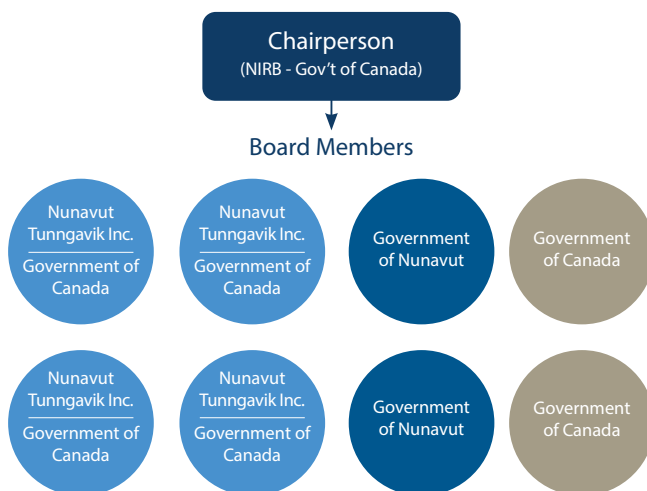 Chairperson
(NIRB - Gov't of Canada)
Board Members
Nunavut
Tunngavik Inc.
Government of
Canada
Nunavut
Tunngavik Inc.
Government of
Canada
Government
of Nunavut
Government
of Canada
Nunavut
Tunngavik Inc.
Government of
Canada
Nunavut
Tunngavik Inc.
Government of
Canada
Government
of Nunavut
Government
of Canada